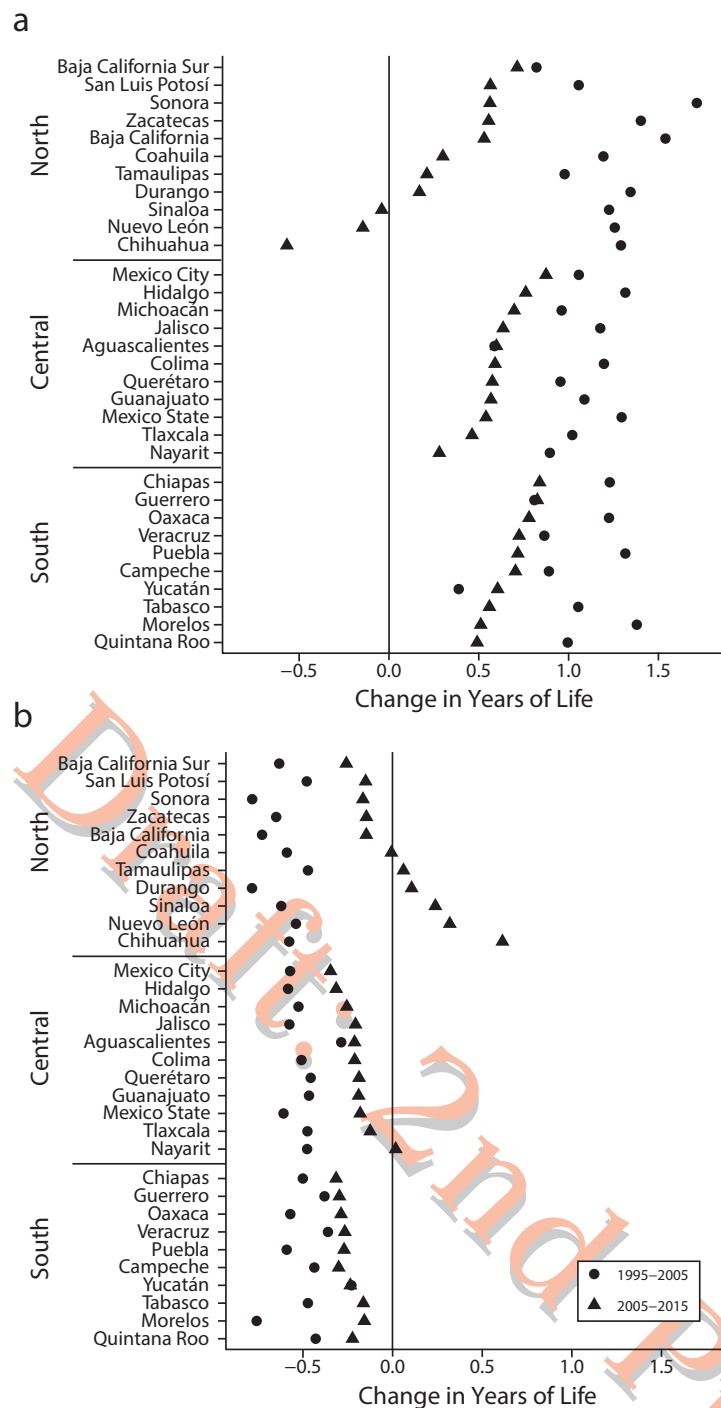 a
North
Baja California Sur
San Luis Potosí
Sonora
Zacatecas
Baja California
Coahuila
Tamaulipas
Durango
Sinaloa
Nuevo León
Chihuahua
Central
Mexico City
Hidalgo
Michoacán
Jalisco
Aguascalientes
Colima
Querétaro
Guanajuato
Mexico State
Tlaxcala
Nayarit
South
Chiapas
Guerrero
Oaxaca
Veracruz
Puebla
Campeche
Yucatán
Tabasco
Morelos
Quintana Roo
−0.5 0.0 0.5 1.0 1.5
Change in Years of Life
b
North
Baja California Sur
San Luis Potosí
Sonora
Zacatecas
Baja California
Coahuila
Tamaulipas
Durango
Sinaloa
Nuevo León
Chihuahua
Central
Mexico City
Hidalgo
Michoacán
Jalisco
Aguascalientes
Colima
Querétaro
Guanajuato
Mexico State
Tlaxcala
Nayarit
South
Chiapas
Guerrero
Oaxaca
Veracruz
Puebla
Campeche
Yucatán
Tabasco
Morelos
Quintana Roo
1995−2005
2005−2015
−0.5 0.0 0.5 1.0 1.5
Change in Years of Life
Draft. 2nd